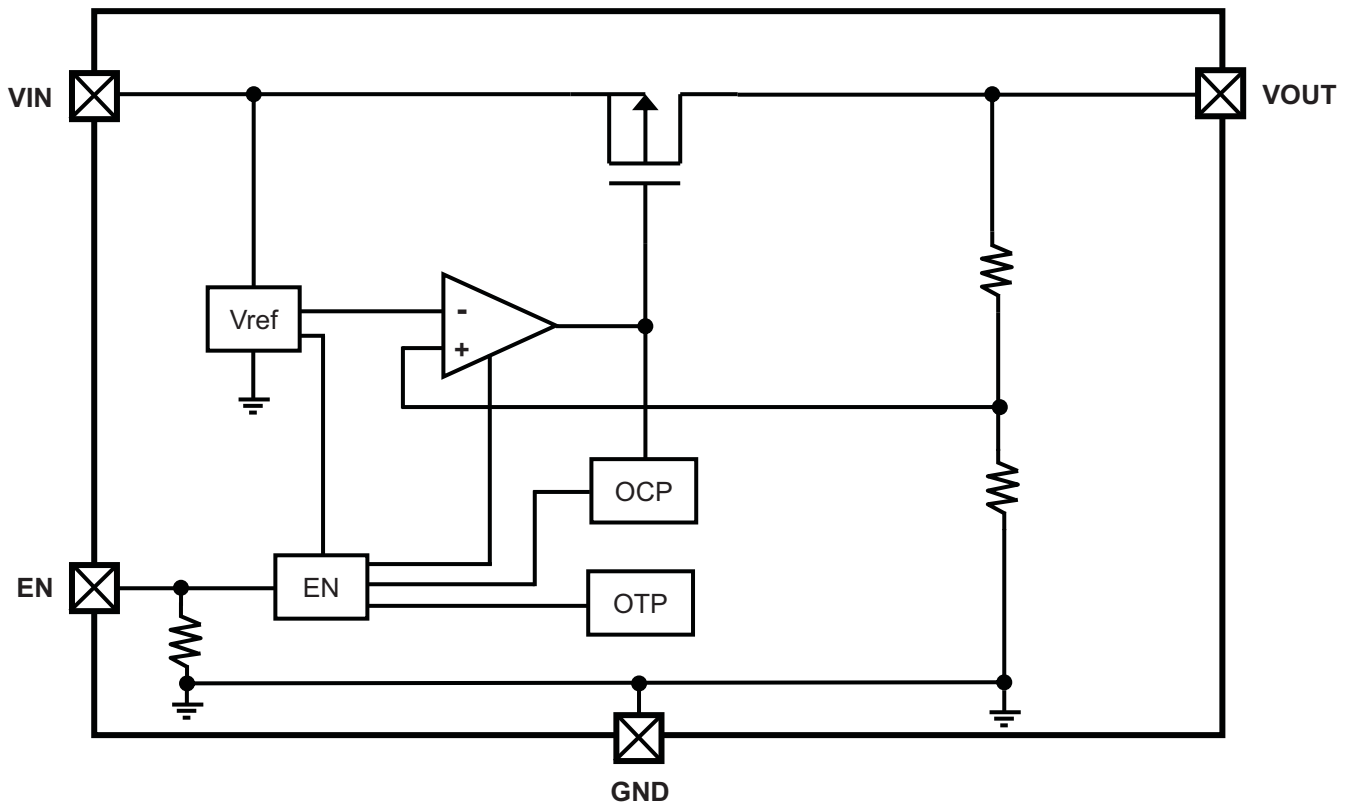 VIN
VOUT
Vref
-
+
OCP
EN
EN
OTP
GND